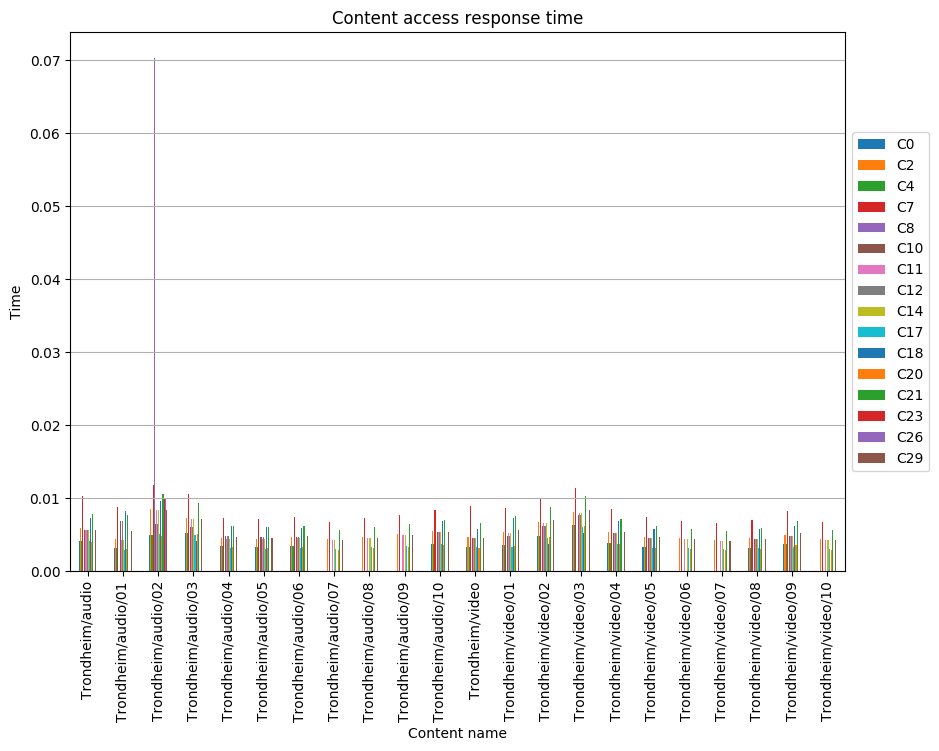 Content access response time
Time
0.07
0.06
0.05
0.04
0.03
0.02
0.01
0.00
C0
C2
C4
C7
C8
C10
C11
C12
C14
C17
C18
C20
C21
C23
C26
C29
Trondheim/audio
Trondheim/audio/01
Trondheim/audio/02
Trondheim/audio/03
Trondheim/audio/04
Trondheim/audio/05
Trondheim/audio/06
Trondheim/audio/07
Trondheim/audio/08
Trondheim/audio/09
Trondheim/audio/10
Trondheim/video
Trondheim/video/01
Trondheim/video/02
Trondheim/video/03
Trondheim/video/04
Trondheim/video/05
Trondheim/video/06
Trondheim/video/07
Trondheim/video/08
Trondheim/video/09
Trondheim/video/10
Content name